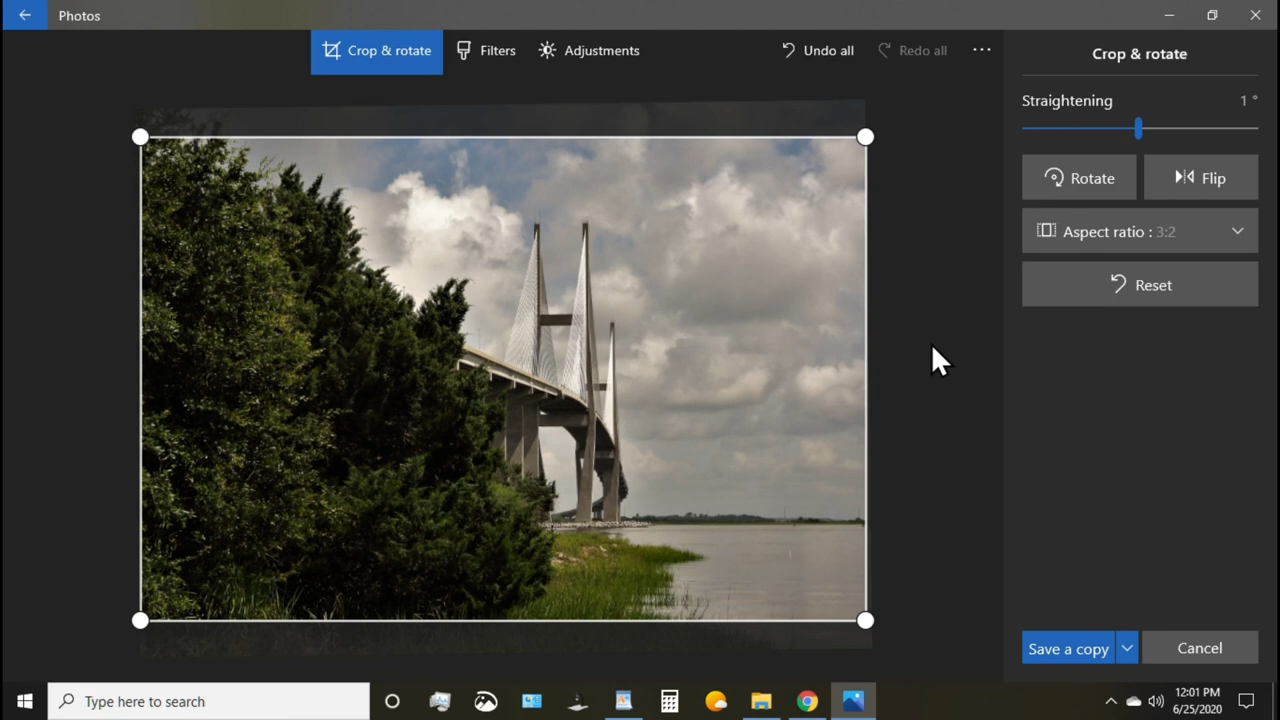 Photos
Crop & rotate
Filters
Adjustments
Undo all
Redo all
Crop & rotate
Straightening 1 °
Rotate
Flip
Aspect ratio : 3:2
Reset
Save a copy
Cancel
Type here to search
12:01 PM
6/25/2020